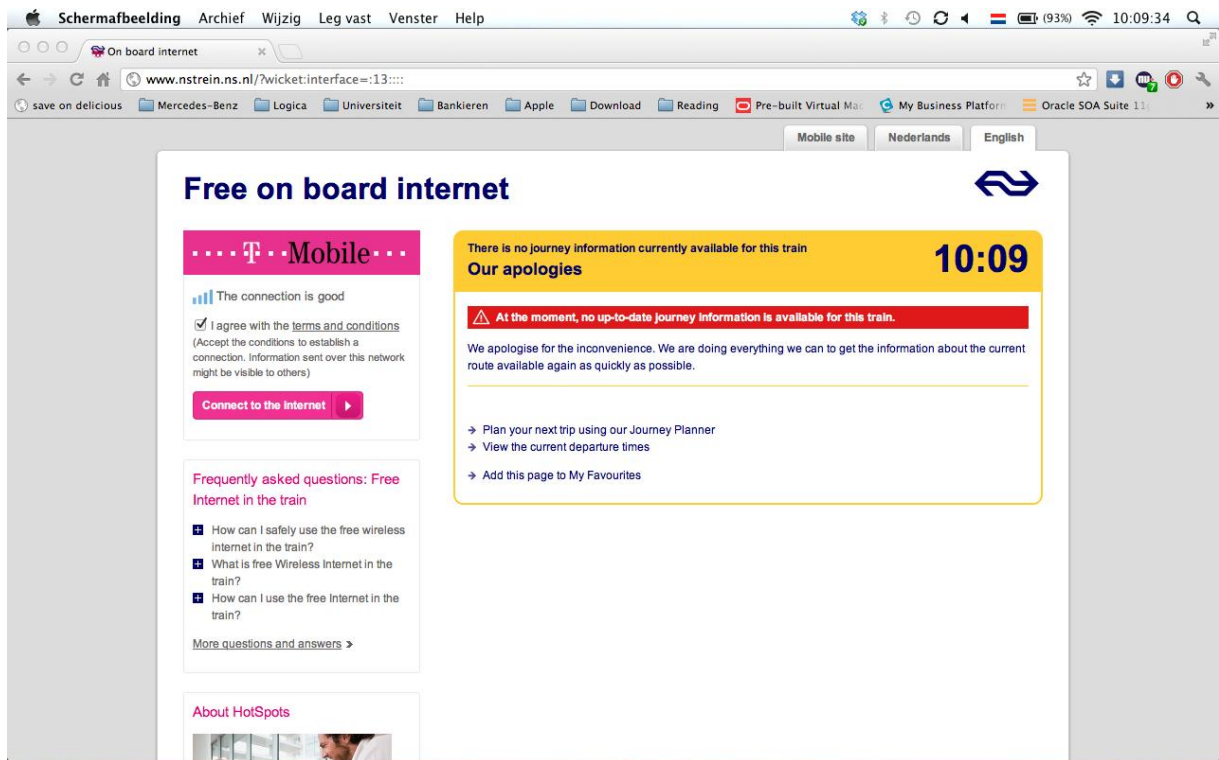 Schermafbeelding Archief Wijzig Leg vast Venster Help (93%) 10:09:34
On board internet
www.nstrein.ns.nl/?wicket:interface=:13::::
save on delicious Mercedes-Benz Logica Universiteit Bankieren Apple Download Reading Pre-built Virtual Mac My Business Platform Oracle SOA Suite 11g »
Mobile site Nederlands English
Free on board internet
T Mobile
The connection is good
I agree with the terms and conditions
(Accept the conditions to establish a
connection. Information sent over this network
might be visible to others)
Connect to the Internet
Frequently asked questions: Free
Internet in the train
How can I safely use the free wireless
internet in the train?
What is free Wireless Internet in the
train?
How can I use the free Internet in the
train?
More questions and answers
About HotSpots
There is no journey information currently available for this train
Our apologies
10:09
At the moment, no up-to-date journey information is available for this train.
We apologise for the inconvenience. We are doing everything we can to get the information about the current
route available again as quickly as possible.
Plan your next trip using our Journey Planner
View the current departure times
Add this page to My Favourites